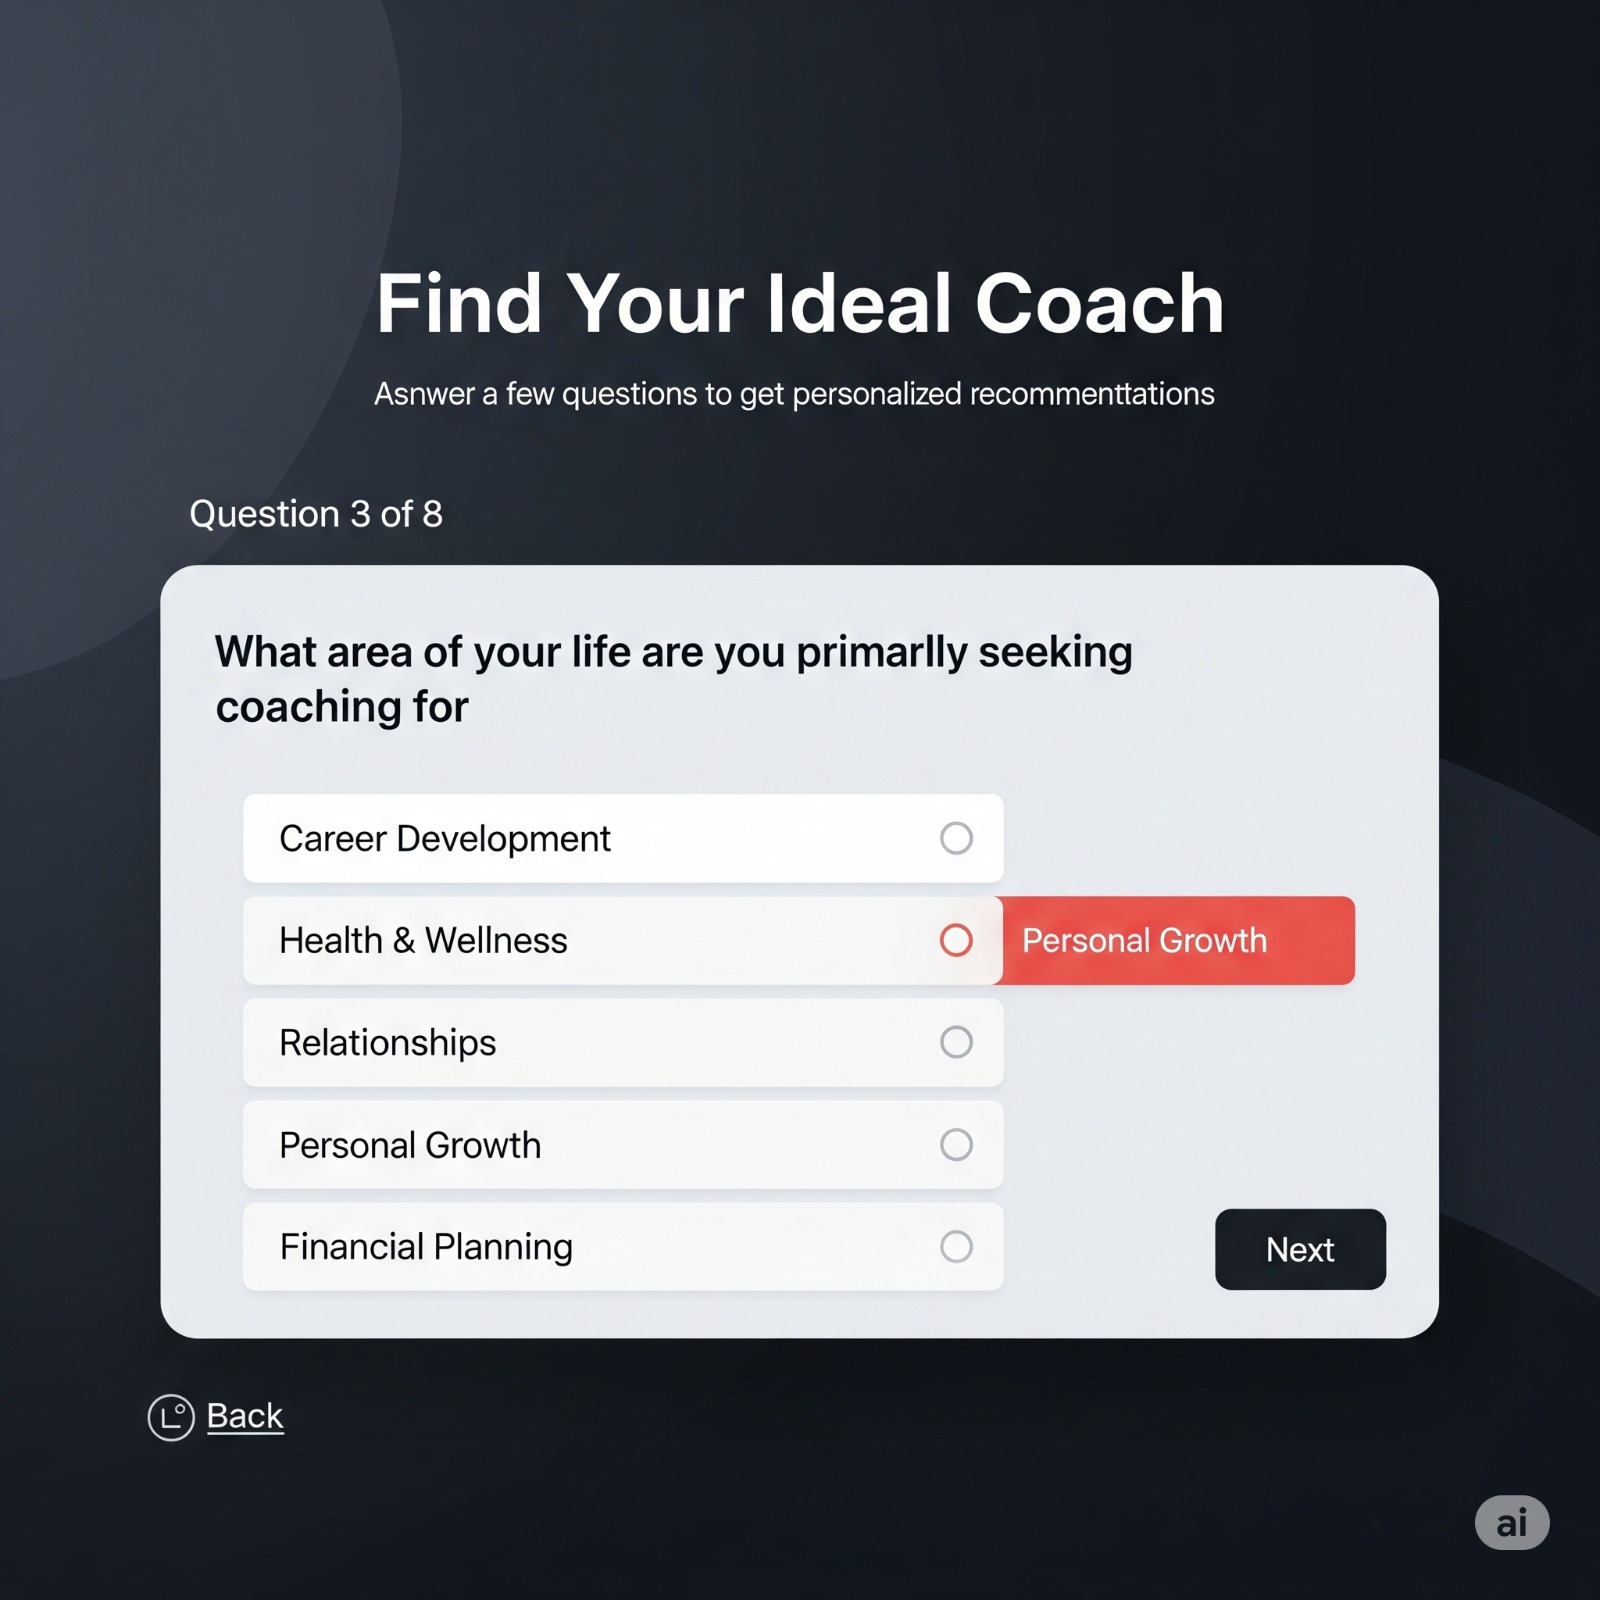 Find Your Ideal Coach
Asnwer a few questions to get personalized recommenttations
Question 3 of 8
What area of your life are you primarlly seeking
coaching for
Career Development
Health & Wellness
Personal Growth
Relationships
Personal Growth
Financial Planning
Next
Back
ai